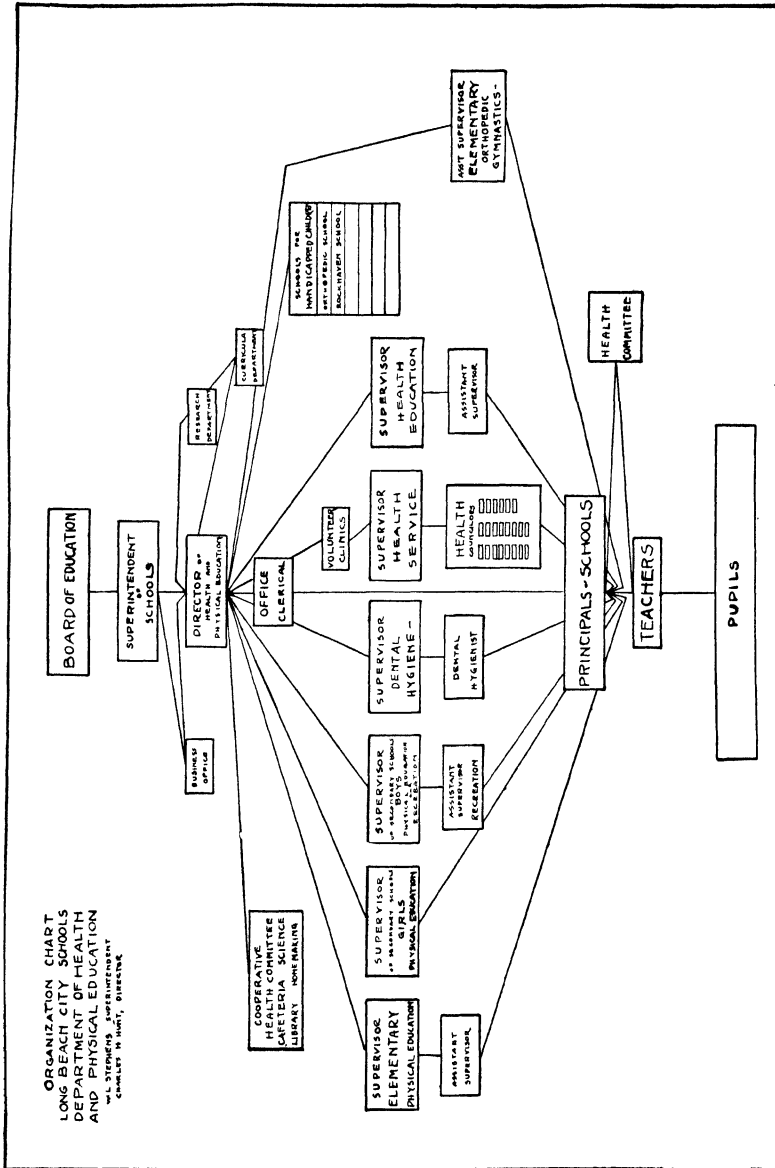 ORGANIZATION CHART
LONG BEACH CITY SCHOOLS
DEPARTMENT OF HEALTH
AND PHYSICAL EDUCATION
W.L. STEPHENS SUPERINTENDENT
CHARLES H HUNT, DIRECTOR
BOARD OF EDUCATION
SUPERINTENDENT
OF
SCHOOLS
BUSINESS
OFFICE
DIRECTOR OF
HEALTH AND
PHYSICAL EDUCATION
RESEARCH
DEPARTMENT
CURRICULA
DEPARTMENT
COOPERATIVE
HEALTH COMMITTEE
CAFETERIA SCIENCE
LIBRARY HOMEMAKING
OFFICE
CLERICAL
SCHOOLS FOR
HANDICAPPED CHILDREN
ORTHOPEDIC SCHOOL
ROCKHAVEN SCHOOL
VOLUNTEER
CLINICS
SUPERVISOR
ELEMENTARY
PHYSICAL EDUCATION
SUPERVISOR
OF SECONDARY SCHOOLS
GIRLS
PHYSICAL EDUCATION
SUPERVISOR
OF SECONDARY SCHOOLS
BOYS
PHYSICAL EDUCATION
RECREATION
SUPERVISOR
DENTAL
HYGIENE-
SUPERVISOR
HEALTH
SERVICE
SUPERVISOR
HEALTH
EDUCATION
ASST SUPERVISOR
ELEMENTARY
ORTHOPEDIC
GYMNASTICS-
ASSISTANT
SUPERVISOR
ASSISTANT
SUPERVISOR
RECREATION
DENTAL
HYGIENIST
HEALTH
COUNCILORS
ASSISTANT
SUPERVISOR
PRINCIPALS-SCHOOLS
HEALTH
COMMITTEE
TEACHERS
PUPILS